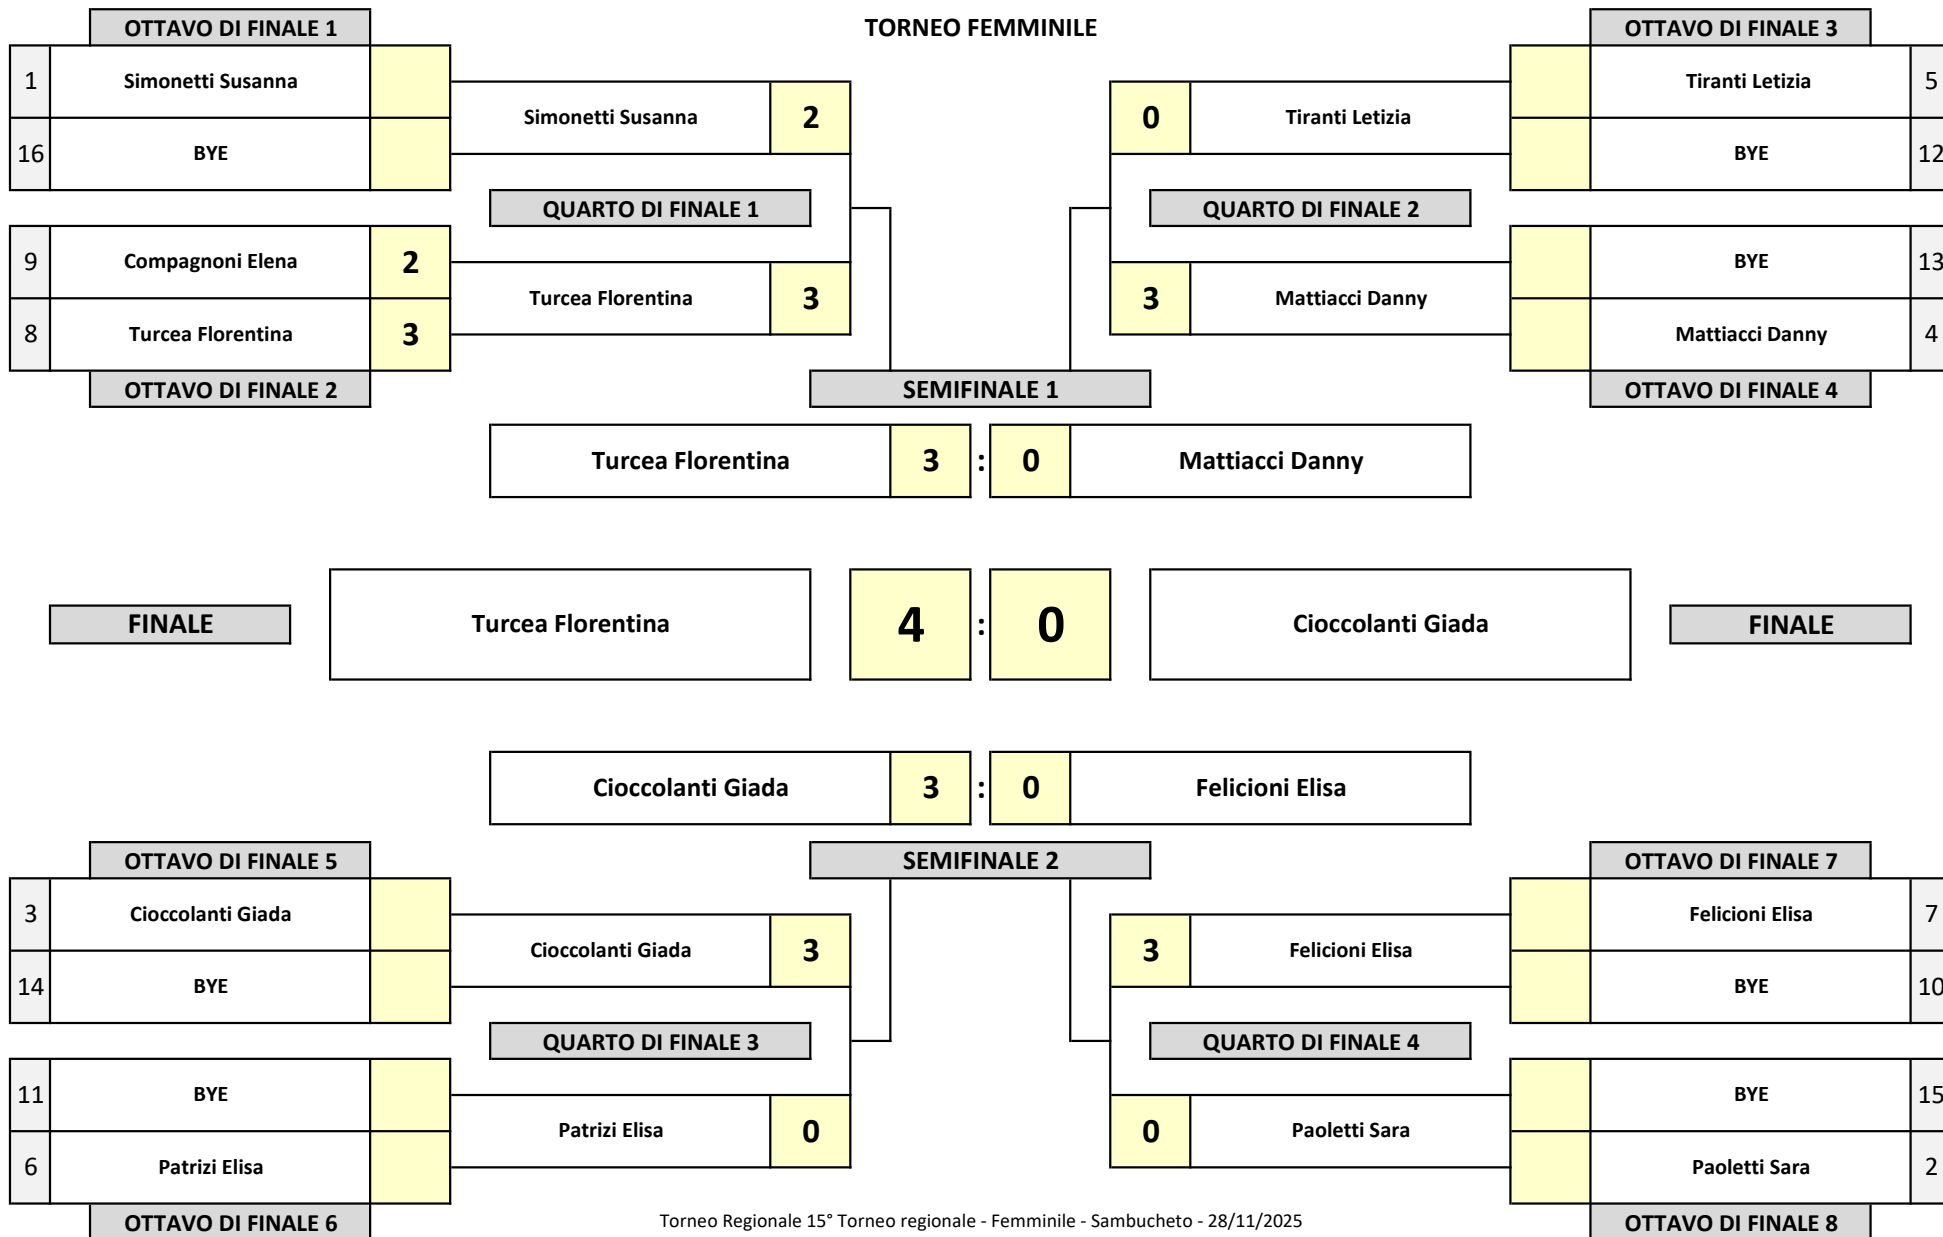 TORNEO FEMMINILE
OTTAVO DI FINALE 1
1 Simonetti Susanna
16 BYE
Simonetti Susanna 2
QUARTO DI FINALE 1
9 Compagnoni Elena 2
8 Turcea Florentina 3
Turcea Florentina 3
OTTAVO DI FINALE 2
OTTAVO DI FINALE 3
Tiranti Letizia 5
BYE 12
0 Tiranti Letizia
QUARTO DI FINALE 2
BYE 13
Mattiacci Danny 4
3 Mattiacci Danny
OTTAVO DI FINALE 4
SEMIFINALE 1
Turcea Florentina 3 : 0 Mattiacci Danny
FINALE Turcea Florentina 4 : 0 Cioccolanti Giada FINALE
Cioccolanti Giada 3 : 0 Felicioni Elisa
SEMIFINALE 2
OTTAVO DI FINALE 5
3 Cioccolanti Giada
14 BYE
Cioccolanti Giada 3
QUARTO DI FINALE 3
11 BYE
6 Patrizi Elisa
Patrizi Elisa 0
OTTAVO DI FINALE 6
OTTAVO DI FINALE 7
Felicioni Elisa 7
BYE 10
3 Felicioni Elisa
QUARTO DI FINALE 4
BYE 15
Paoletti Sara 2
0 Paoletti Sara
OTTAVO DI FINALE 8
Torneo Regionale 15° Torneo regionale - Femminile - Sambucheto - 28/11/2025